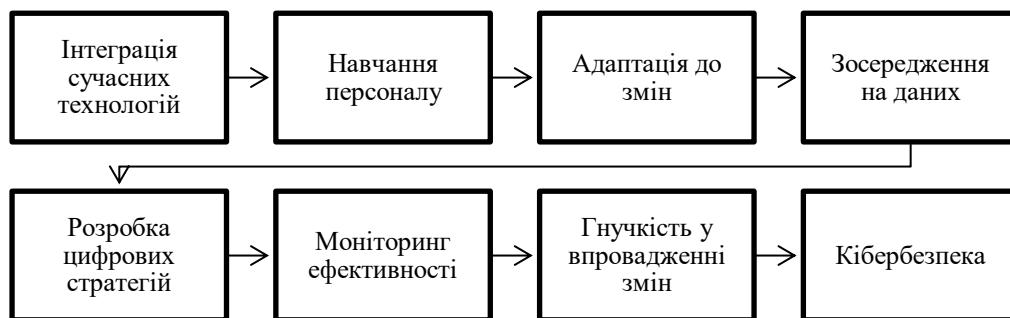 Інтеграція
сучасних
технологій
Навчання
персоналу
Адаптація до
змін
Зосередження
на даних
Розробка
цифрових
стратегій
Моніторинг
ефективності
Гнучкість у
впровадженні
змін
Кібербезпека